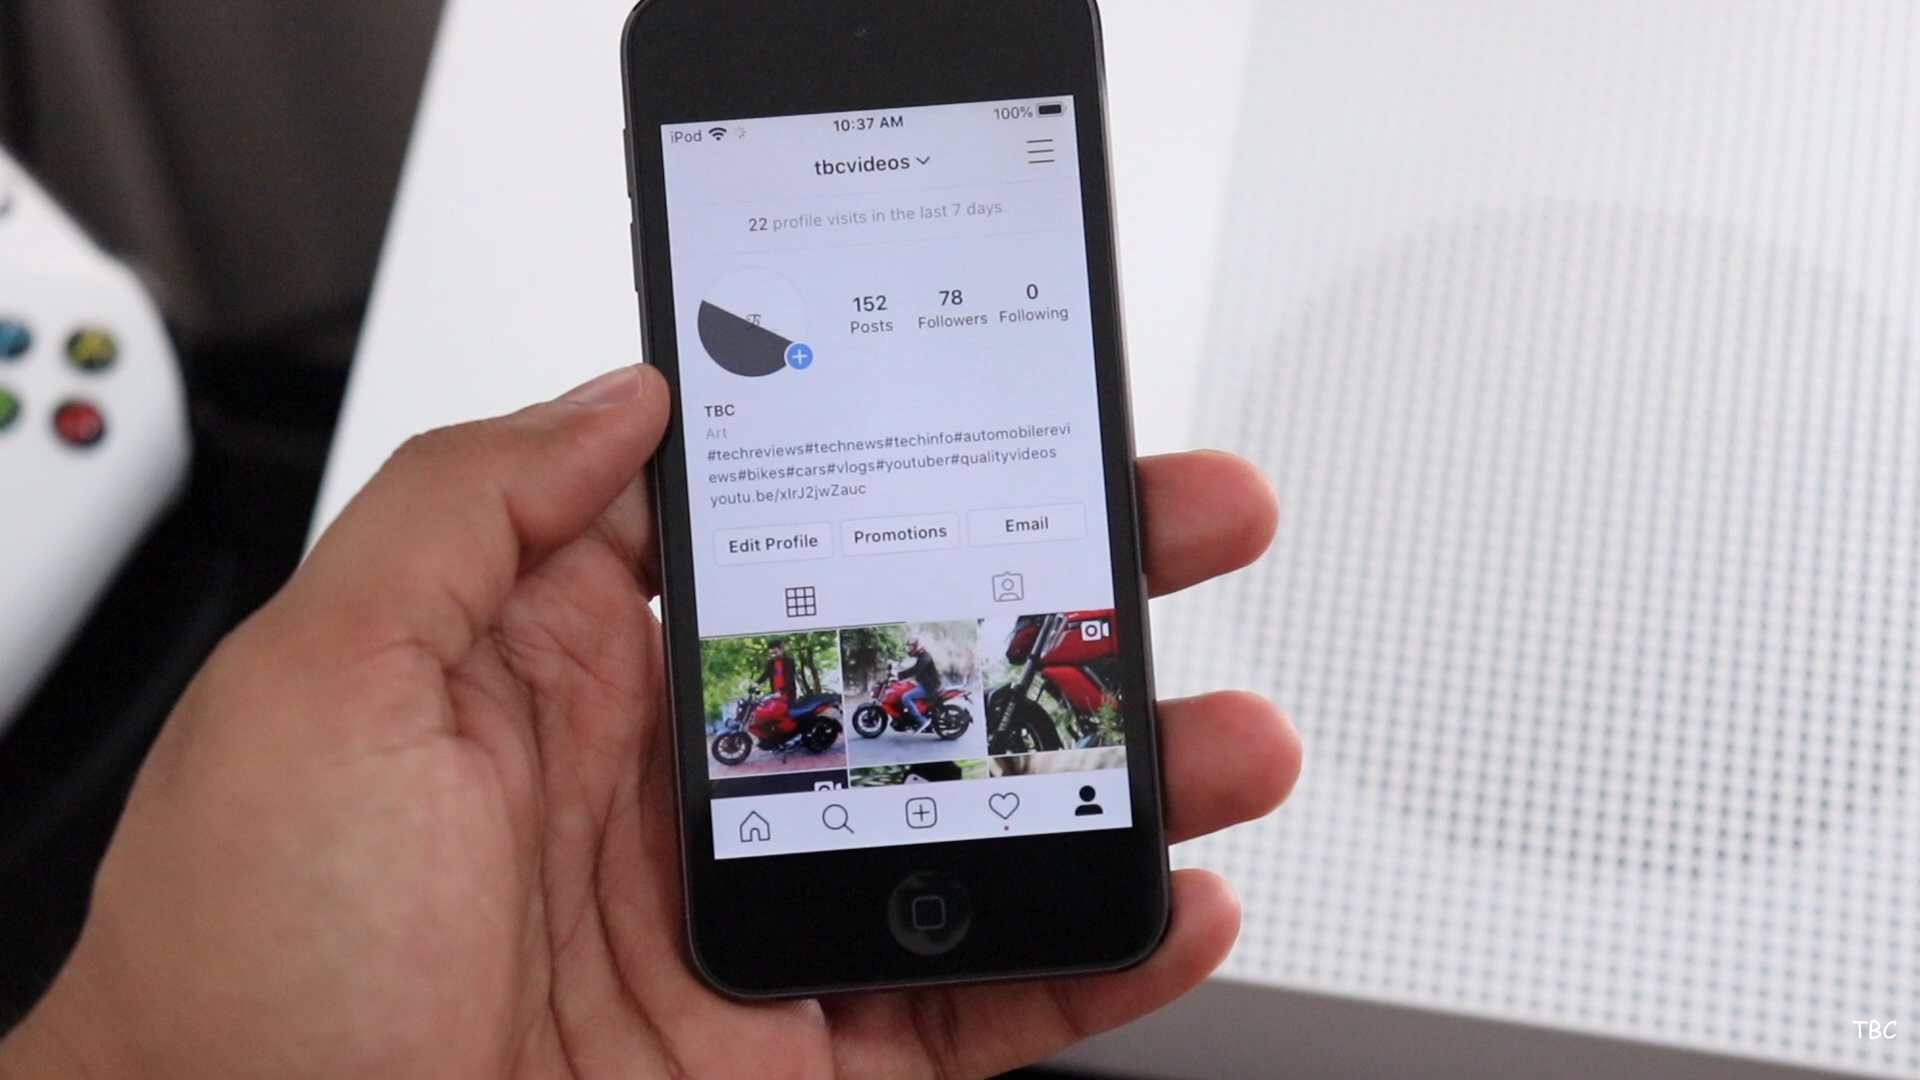 iPod 10:37 AM 100%
tbcvideos
22 profile visits in the last 7 days
152 78 0
Posts Followers Following
TBC
Art
#techreviews#technews#techinfo#automobilerevi
ews#bikes#cars#vlogs#youtuber#qualityvideos
youtu.be/xlrJ2jwZauc
Edit Profile Promotions Email
TBC